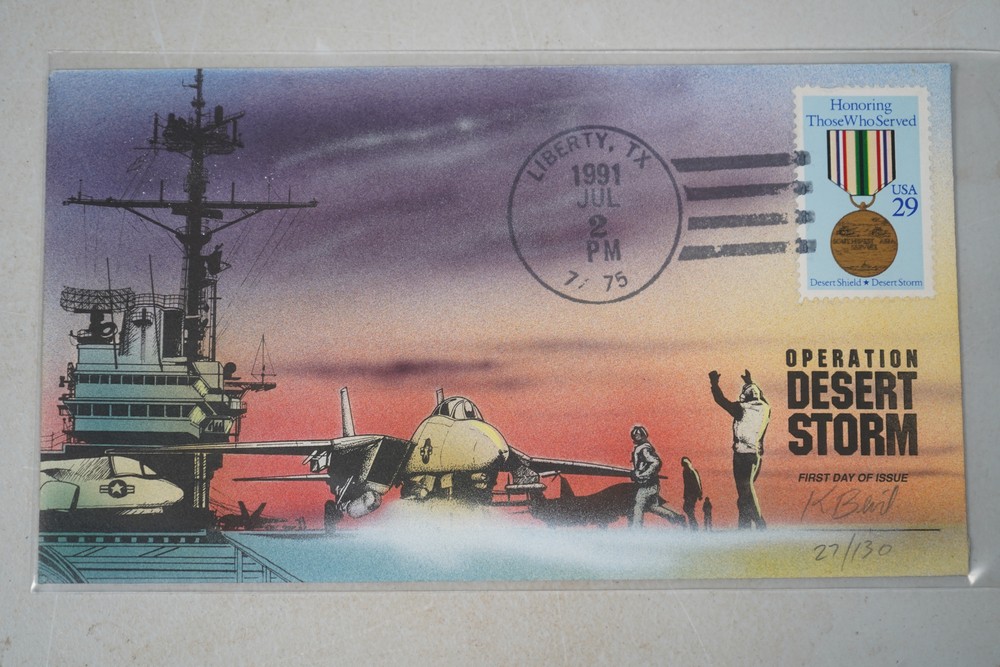 LIBERTY, TX
1991
JUL
2
PM
75
Honoring
Those Who Served
USA
29
Desert Shield ★ Desert Storm
OPERATION
DESERT
STORM
FIRST DAY OF ISSUE
27/130